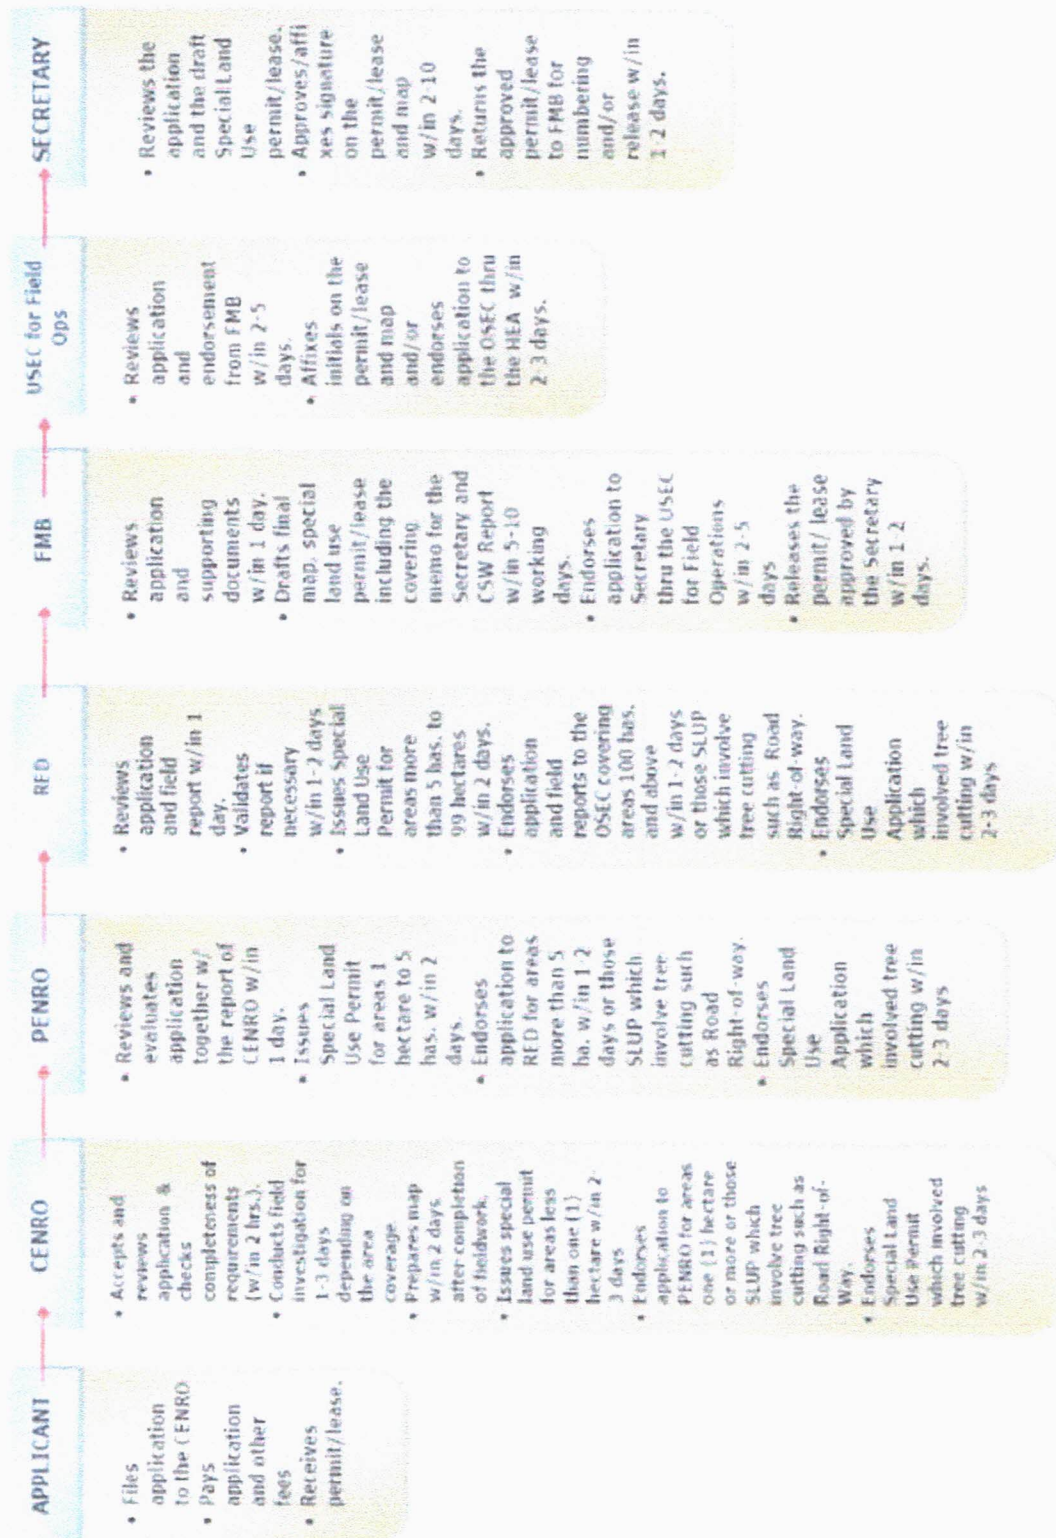 APPLICANT
• Files
application
to the CENRO
• Pays
application
and other
fees
• Receives
permit/lease.
CENRO
• Accepts and
reviews
application &
checks
completeness of
requirements
(w/in 2 hrs.).
• Conducts field
investigation for
1-3 days
depending on
the area
coverage.
• Prepares map
w/in 2 days
after completion
of fieldwork.
• Issues special
land use permit
for areas less
than one (1)
hectare w/in 2-
3 days
• Endorses
application to
PENRO for areas
one (1) hectare
or more or those
SLUP which
involve tree
cutting such as
Road Right-of-
Way.
• Endorses
Special Land
Use Permit
which involved
tree cutting
w/in 2-3 days
PENRO
• Reviews and
evaluates
application
together w/
the report of
CENRO w/in
1 day.
• Issues
Special Land
Use Permit
for areas 1
hectare to 5
has. w/in 2
days.
• Endorses
application to
RED for areas
more than 5
ha. w/in 1-2
days or those
SLUP which
involve tree
cutting such
as Road
Right-of-way.
• Endorses
Special Land
Use
Application
which
involved tree
cutting w/in
2-3 days
RED
• Reviews
application
and field
report w/in 1
day.
• Validates
report if
necessary
w/in 1-2 days
• Issues Special
Land Use
Permit for
areas more
than 5 has. to
99 hectares
w/in 2 days.
• Endorses
application
and field
reports to the
OSEC covering
areas 100 has.
and above
w/in 1-2 days
or those SLUP
which involve
tree cutting
such as Road
Right-of-way.
• Endorses
Special Land
Use
Application
which
involved tree
cutting w/in
2-3 days
FMB
• Reviews
application
and
supporting
documents
w/in 1 day.
• Drafts final
map, special
land use
permit/lease
including the
covering
memo for the
Secretary and
CSW Report
w/in 5-10
working
days.
• Endorses
application to
Secretary
thru the USEC
for Field
Operations
w/in 2-5
days
• Releases the
permit/ lease
approved by
the Secretary
w/in 1-2
days.
USEC for Field
Ops
• Reviews
application
and
endorsement
from FMB
w/in 2-5
days.
• Affixes
initials on the
permit/lease
and map
and/or
endorses
application to
the OSEC thru
the HEA w/in
2-3 days.
SECRETARY
• Reviews the
application
and the draft
Special Land
Use
permit/lease.
• Approves/affi
xes signature
on the
permit/lease
and map
w/in 2-10
days.
• Returns the
approved
permit/lease
to FMB for
numbering
and/or
release w/in
1-2 days.